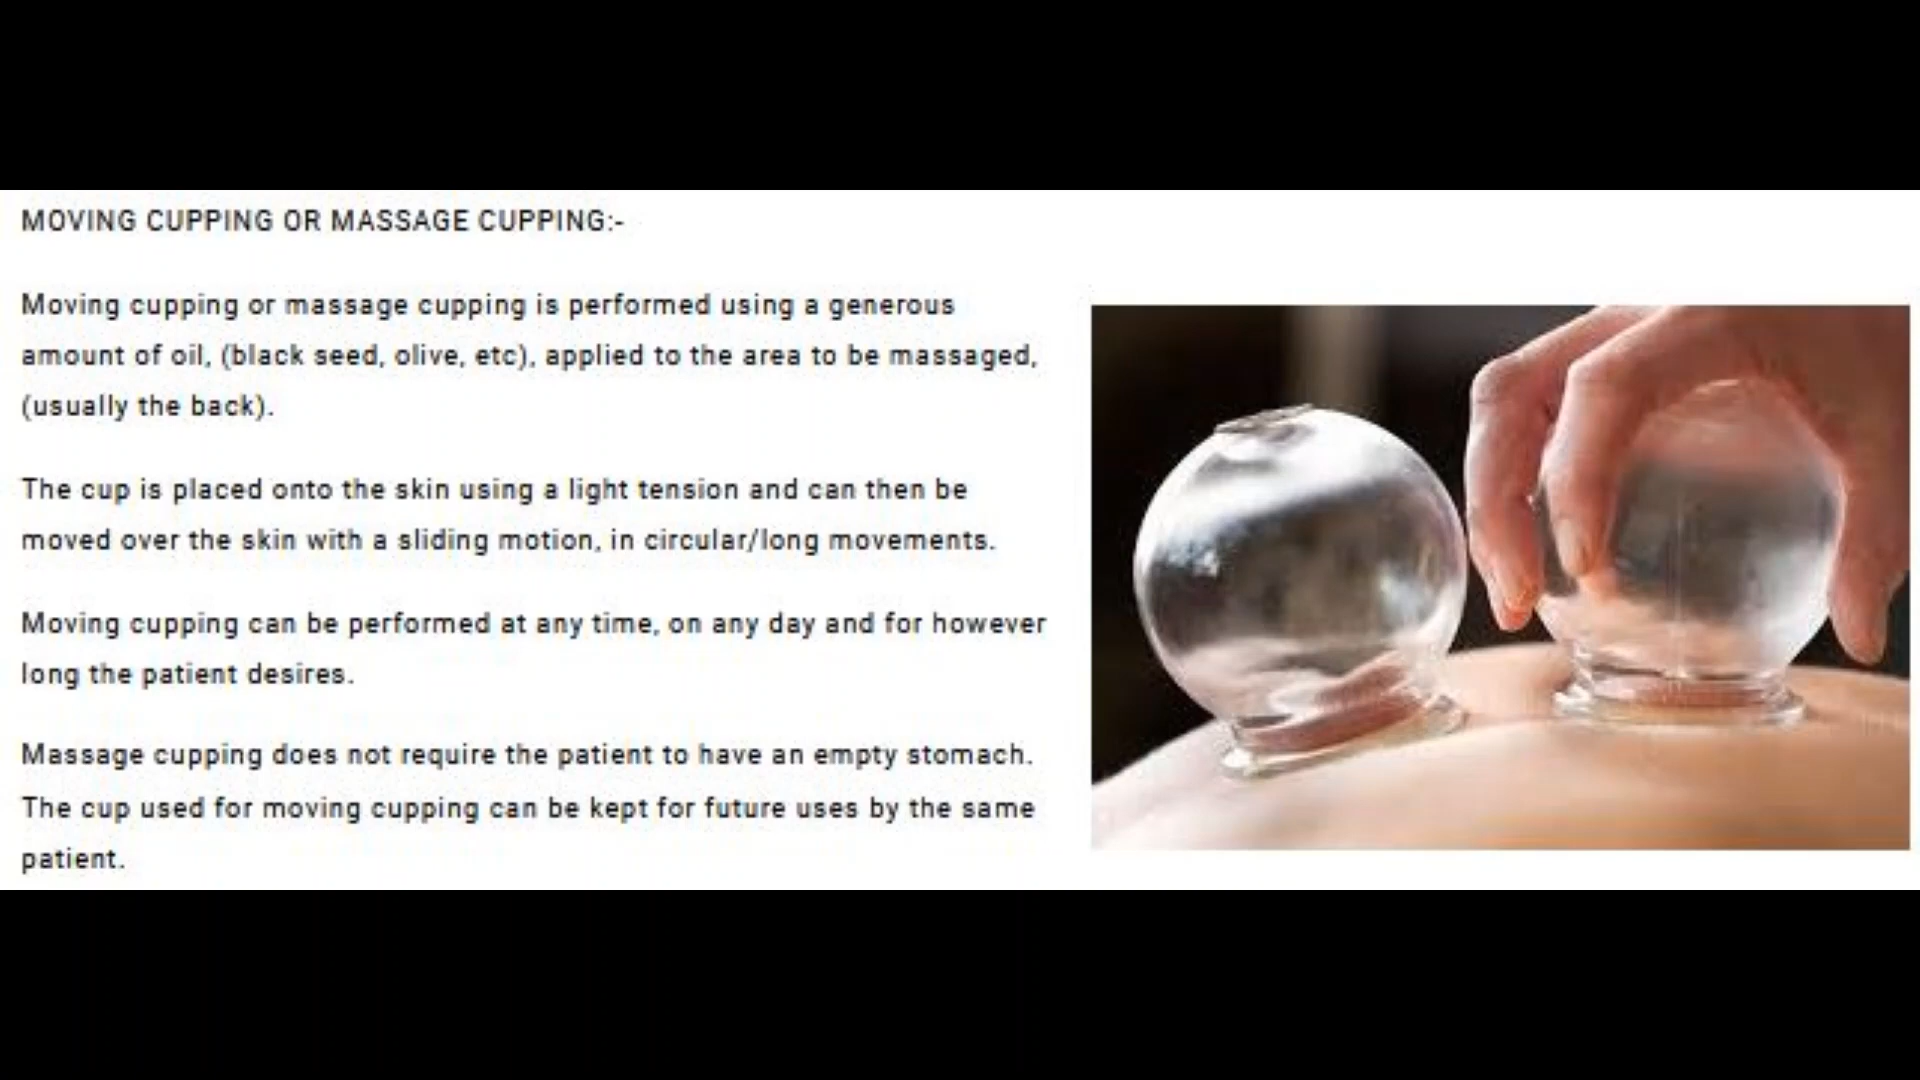 MOVING CUPPING OR MASSAGE CUPPING:-
Moving cupping or massage cupping is performed using a generous
amount of oil, (black seed, olive, etc), applied to the area to be massaged,
(usually the back).
The cup is placed onto the skin using a light tension and can then be
moved over the skin with a sliding motion, in circular/long movements.
Moving cupping can be performed at any time, on any day and for however
long the patient desires.
Massage cupping does not require the patient to have an empty stomach.
The cup used for moving cupping can be kept for future uses by the same
patient.